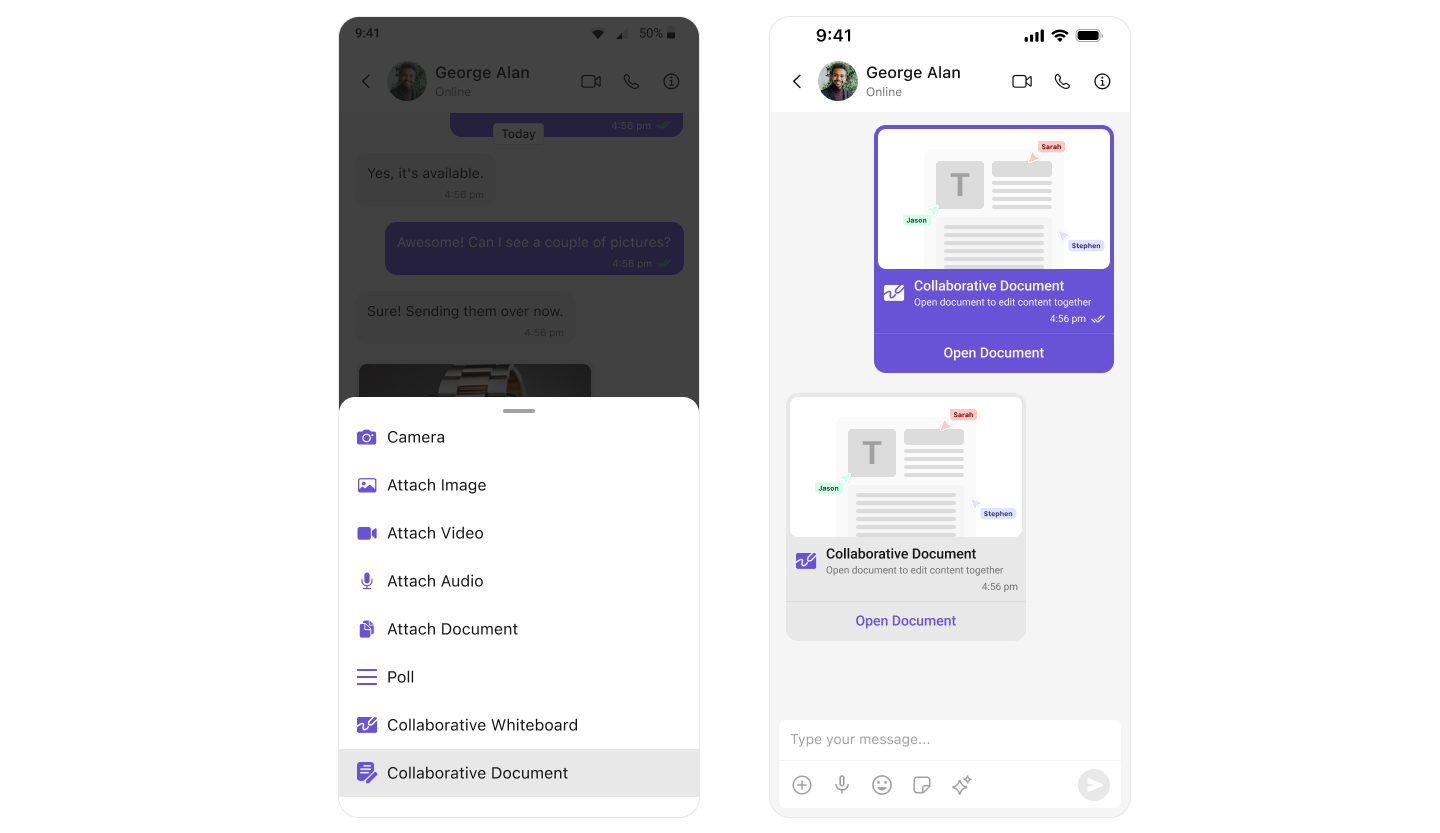 9:41
50%
George Alan
Online
4:56 pm
Today
Yes, it's available.
4:56 pm
Awesome! Can I see a couple of pictures?
4:56 pm
Sure! Sending them over now.
4:56 pm
Camera
Attach Image
Attach Video
Attach Audio
Attach Document
Poll
Collaborative Whiteboard
Collaborative Document
9:41
George Alan
Online
Sarah
T
Jason
Stephen
Collaborative Document
Open document to edit content together
4:56 pm
Open Document
Sarah
T
Jason
Stephen
Collaborative Document
Open document to edit content together
4:56 pm
Open Document
Type your message...